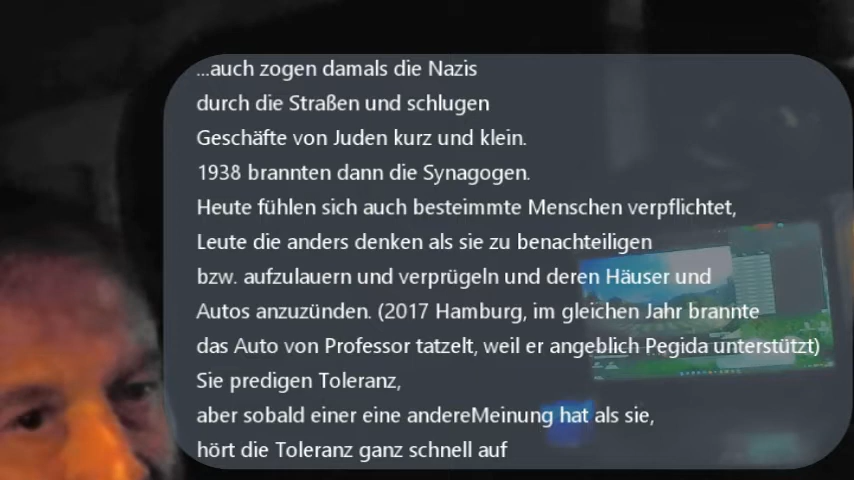 ...auch zogen damals die Nazis
durch die Straßen und schlugen
Geschäfte von Juden kurz und klein.
1938 brannten dann die Synagogen.
Heute fühlen sich auch besteimmte Menschen verpflichtet,
Leute die anders denken als sie zu benachteiligen
bzw. aufzulauern und verprügeln und deren Häuser und
Autos anzuzünden. (2017 Hamburg, im gleichen Jahr brannte
das Auto von Professor tatzelt, weil er angeblich Pegida unterstützt)
Sie predigen Toleranz,
aber sobald einer eine andereMeinung hat als sie,
hört die Toleranz ganz schnell auf